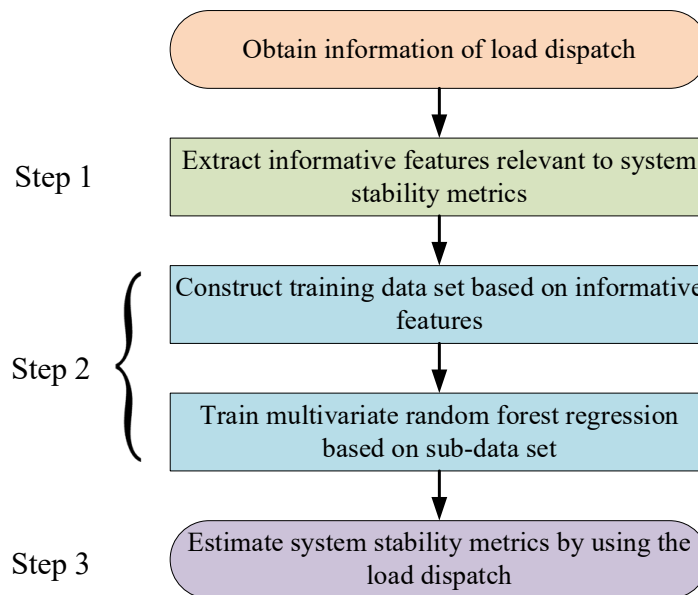 Obtain information of load dispatch
Step 1
Extract informative features relevant to system
stability metrics
Construct training data set based on informative
features
Step 2
Train multivariate random forest regression
based on sub-data set
Step 3
Estimate system stability metrics by using the
load dispatch